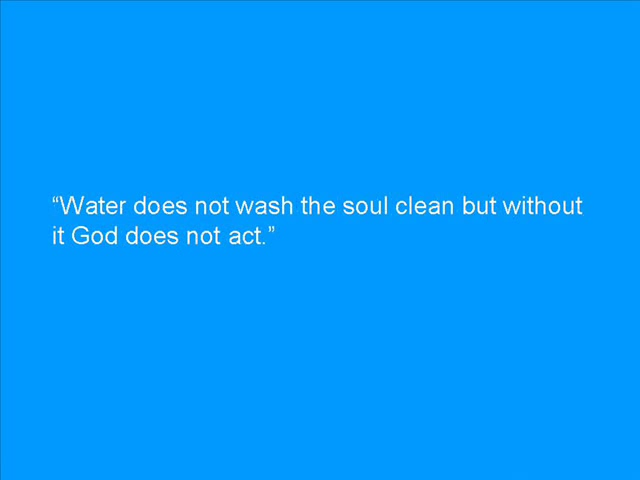 “Water does not wash the soul clean but without
it God does not act.”